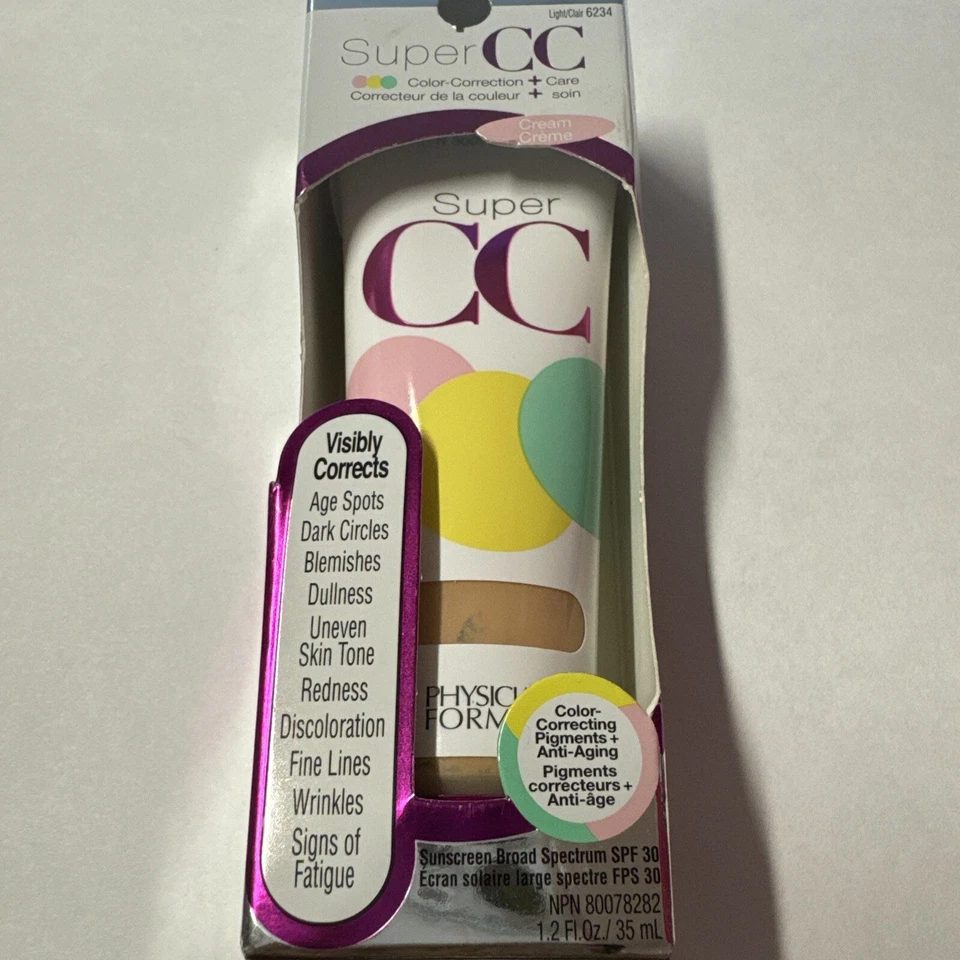 Light/Clair 6234
Super CC
Color-Correction + Care
Correcteur de la couleur + soin
Cream
Crème
Super
CC
Visibly
Corrects
Age Spots
Dark Circles
Blemishes
Dullness
Uneven
Skin Tone
Redness
Discoloration
Fine Lines
Wrinkles
Signs of
Fatigue
PHYSIC
FORM
Color-
Correcting
Pigments +
Anti-Aging
Pigments
correcteurs +
Anti-âge
Sunscreen Broad Spectrum SPF 30
Écran solaire large spectre FPS 30
NPN 80078282
1.2 Fl.Oz./ 35 mL